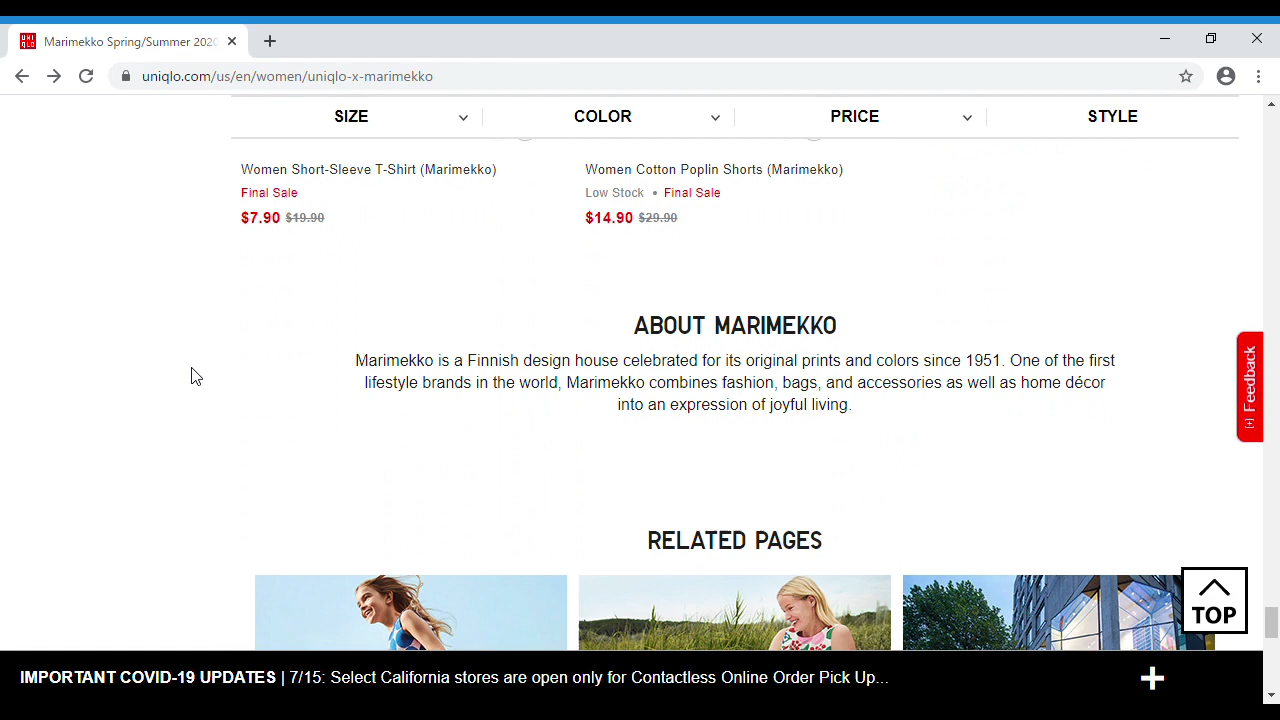 UNI
QLO
Marimekko Spring/Summer 2020
uniqlo.com/us/en/women/uniqlo-x-marimekko
SIZE
COLOR
PRICE
STYLE
Women Short-Sleeve T-Shirt (Marimekko)
Final Sale
$7.90 $19.90
Women Cotton Poplin Shorts (Marimekko)
Low Stock • Final Sale
$14.90 $29.90
ABOUT MARIMEKKO
Marimekko is a Finnish design house celebrated for its original prints and colors since 1951. One of the first
lifestyle brands in the world, Marimekko combines fashion, bags, and accessories as well as home décor
into an expression of joyful living.
[+] Feedback
RELATED PAGES
TOP
IMPORTANT COVID-19 UPDATES | 7/15: Select California stores are open only for Contactless Online Order Pick Up...